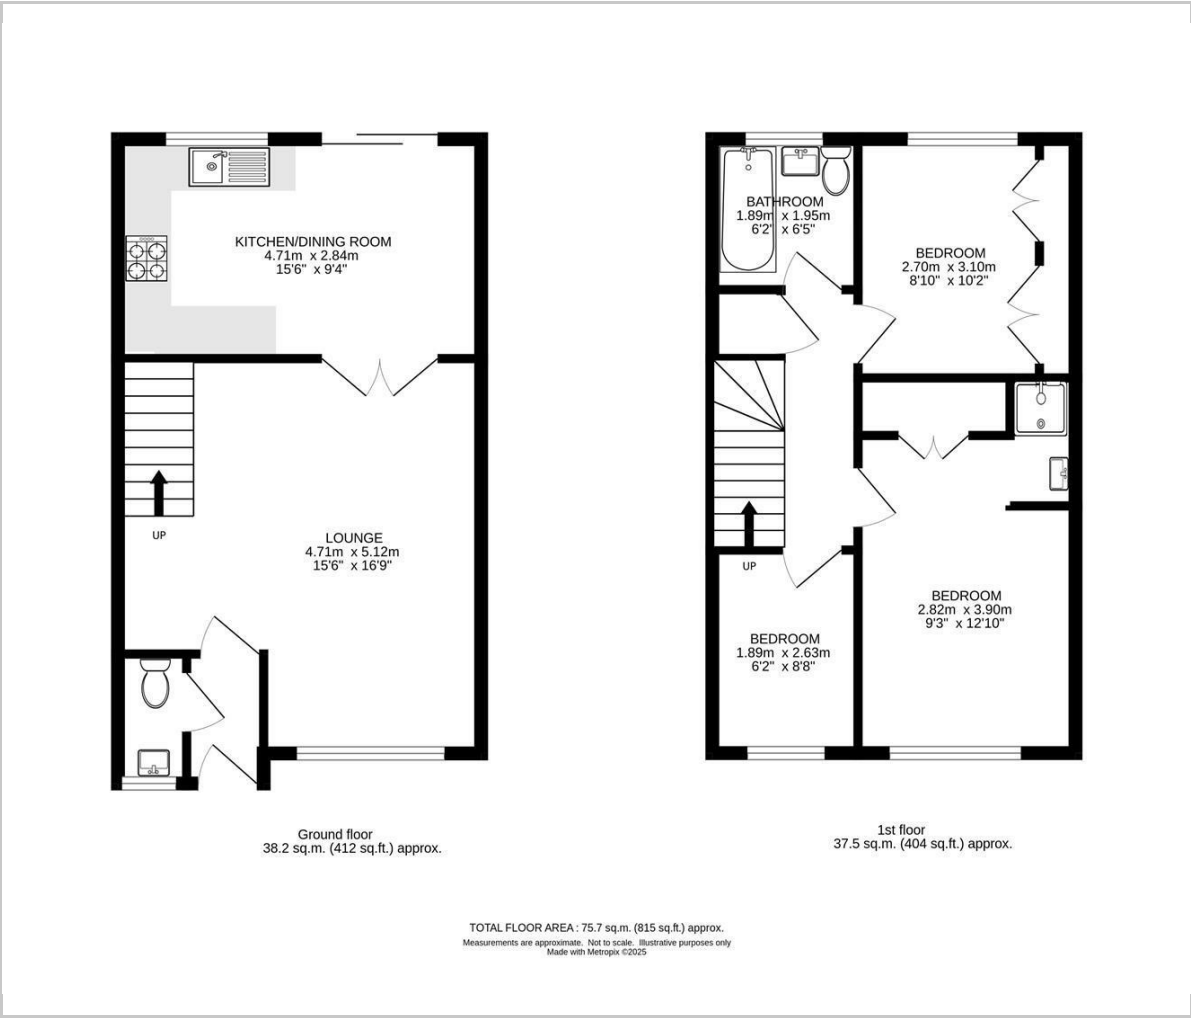 KITCHEN/DINING ROOM
4.71m x 2.84m
15'6" x 9'4"
UP
LOUNGE
4.71m x 5.12m
15'6" x 16'9"
Ground floor
38.2 sq.m. (412 sq.ft.) approx.
BATHROOM
1.89m x 1.95m
6'2" x 6'5"
BEDROOM
2.70m x 3.10m
8'10" x 10'2"
UP
BEDROOM
2.82m x 3.90m
9'3" x 12'10"
BEDROOM
1.89m x 2.63m
6'2" x 8'8"
1st floor
37.5 sq.m. (404 sq.ft.) approx.
TOTAL FLOOR AREA : 75.7 sq.m. (815 sq.ft.) approx.
Measurements are approximate. Not to scale. Illustrative purposes only
Made with Metropix ©2025